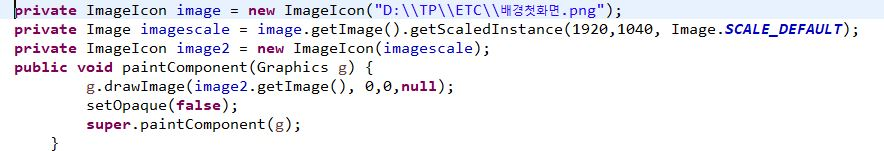 private ImageIcon image = new ImageIcon("D:\\TP\\ETC\\배경첫화면.png");
private Image imagescale = image.getImage().getScaledInstance(1920,1040, Image.SCALE_DEFAULT);
private ImageIcon image2 = new ImageIcon(imagescale);
public void paintComponent(Graphics g) {
g.drawImage(image2.getImage(), 0,0,null);
setOpaque(false);
super.paintComponent(g);
}